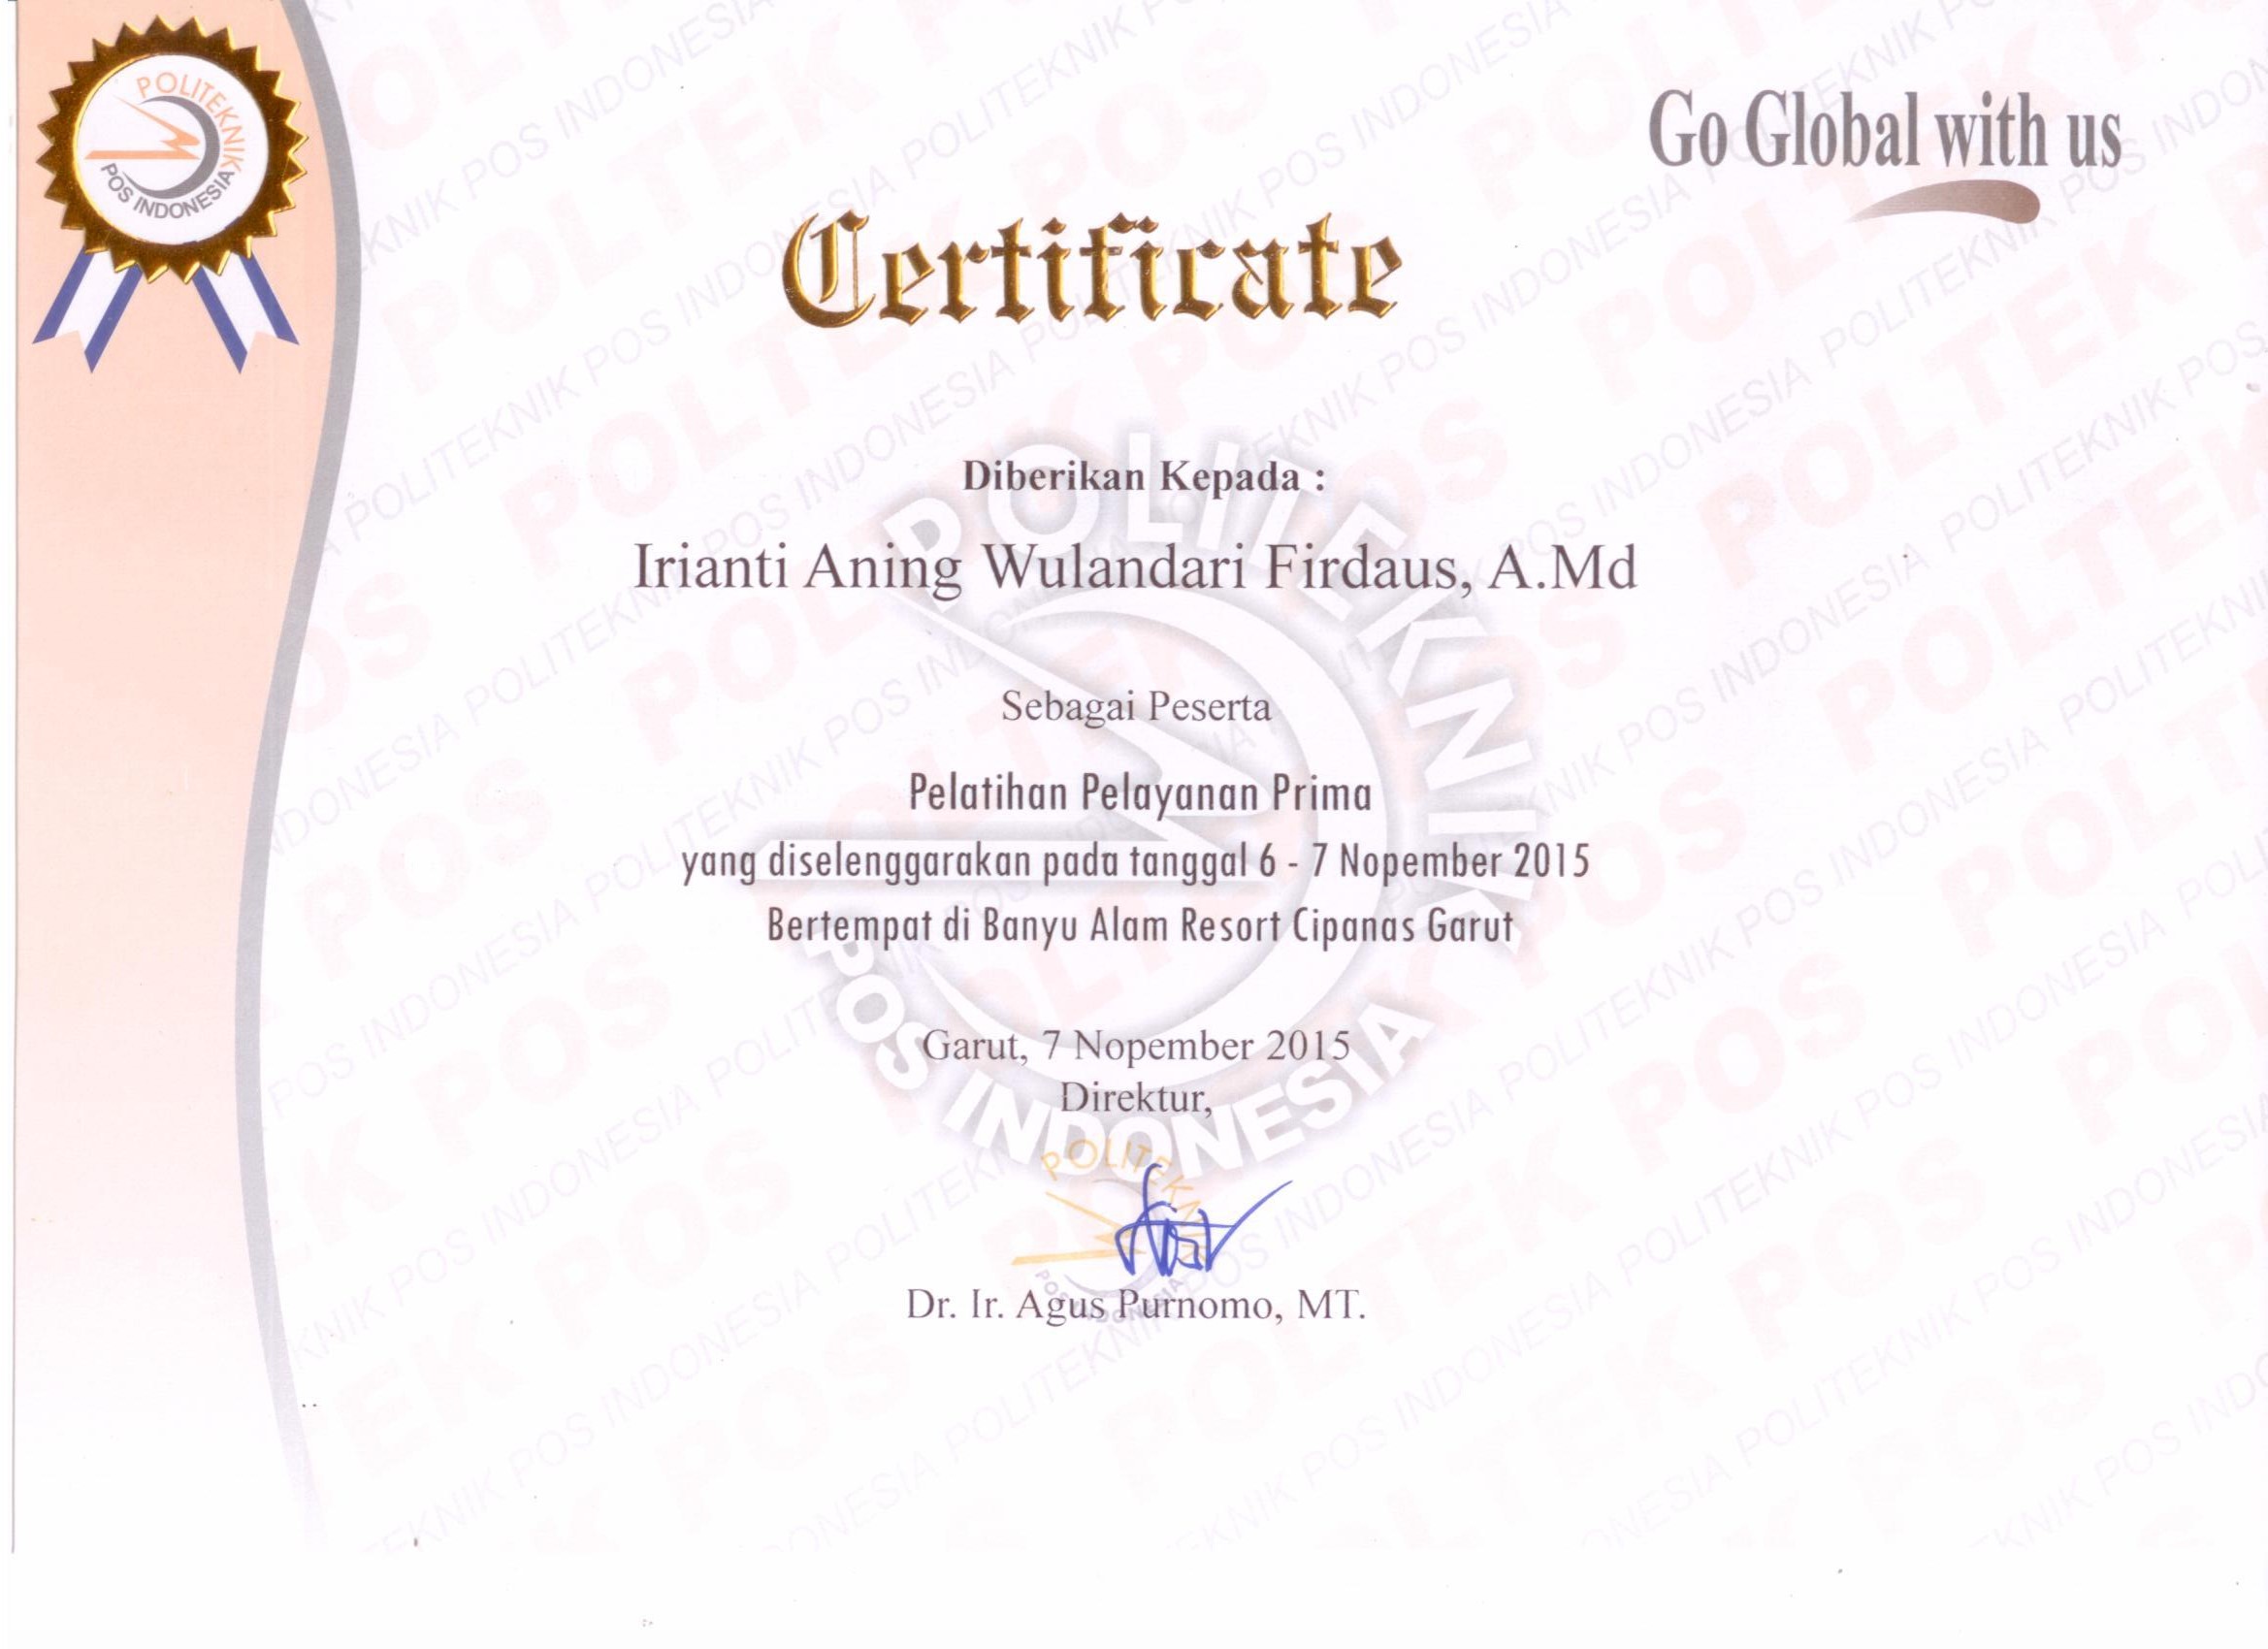 POLITEKNIK
POS INDONESIA
Go Global with us
Certificate
Diberikan Kepada :
Irianti Aning Wulandari Firdaus, A.Md
Sebagai Peserta
Pelatihan Pelayanan Prima
yang diselenggarakan pada tanggal 6 - 7 Nopember 2015
Bertempat di Banyu Alam Resort Cipanas Garut
Garut, 7 Nopember 2015
Direktur,
POLITEKNIK
POS INDONESIA
Dr. Ir. Agus Purnomo, MT.